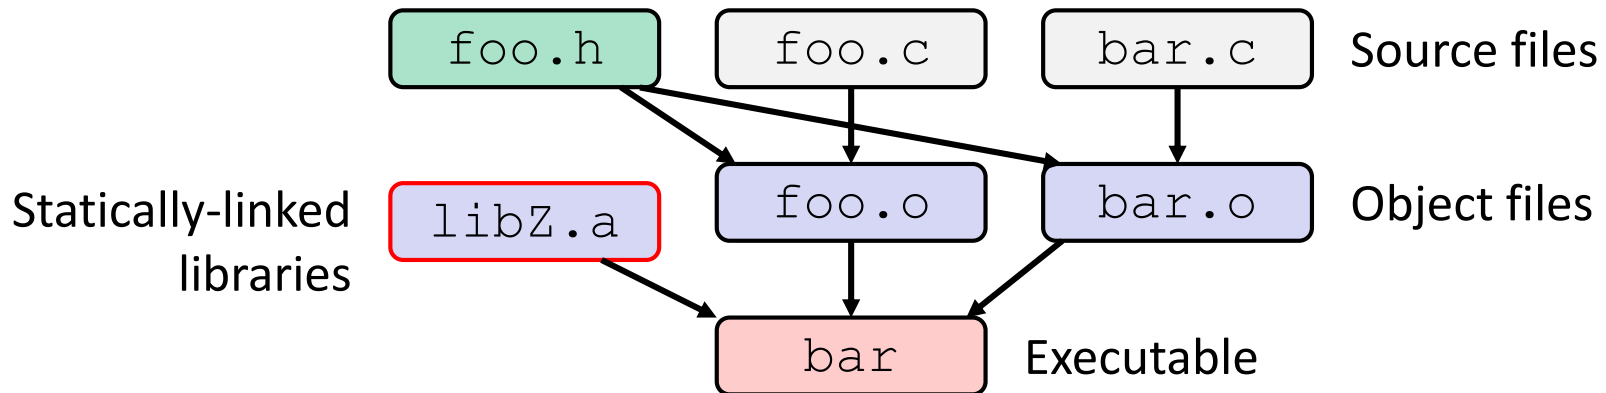 foo.h foo.c bar.c Source files
Statically-linked
libraries
libZ.a foo.o bar.o Object files
bar Executable